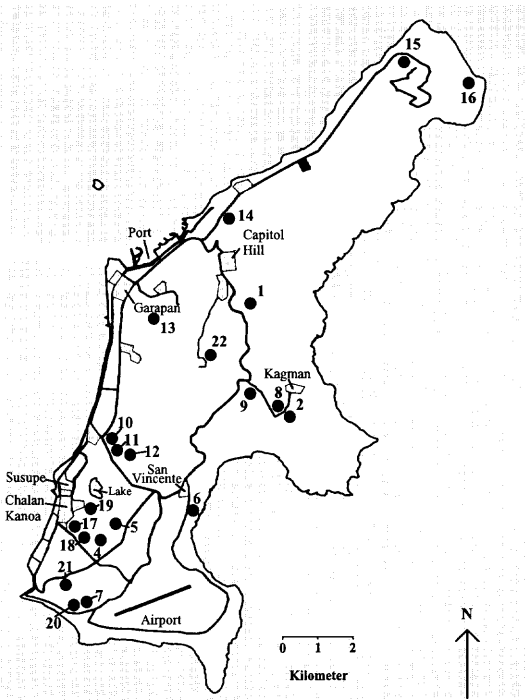 15
16
14
Port
Capitol
Hill
1
Garapan
13
22
Kagman
9
8
2
10
11
12
San
Vincente
Susupe
Lake
Chalan
Kanoa
19
6
17
5
18
4
21
7
20
Airport
0 1 2
Kilometer
N